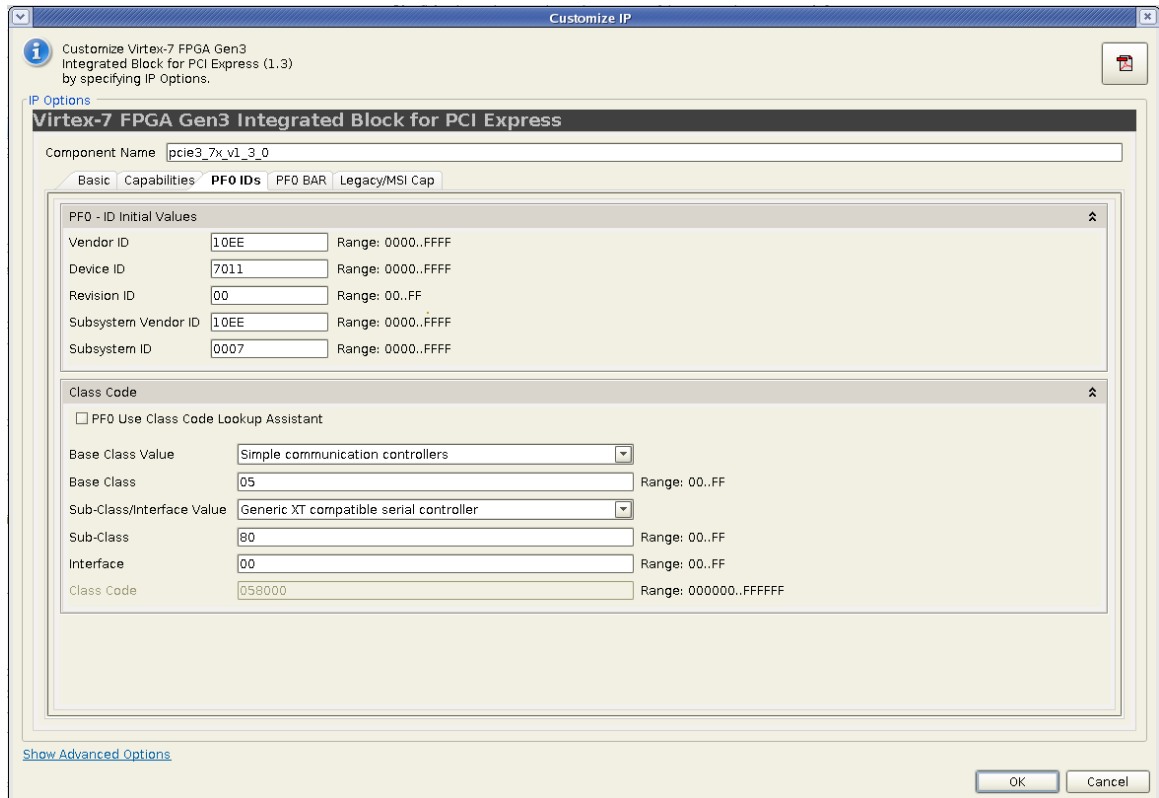 Customize IP
Customize Virtex-7 FPGA Gen3
Integrated Block for PCI Express (1.3)
by specifying IP Options.
IP Options
Virtex-7 FPGA Gen3 Integrated Block for PCI Express
Component Name pcie3_7x_v1_3_0
Basic Capabilities PF0 IDs PF0 BAR Legacy/MSI Cap
PF0 - ID Initial Values
Vendor ID 10EE Range: 0000..FFFF
Device ID 7011 Range: 0000..FFFF
Revision ID 00 Range: 00..FF
Subsystem Vendor ID 10EE Range: 0000..FFFF
Subsystem ID 0007 Range: 0000..FFFF
Class Code
PF0 Use Class Code Lookup Assistant
Base Class Value Simple communication controllers
Base Class 05 Range: 00..FF
Sub-Class/Interface Value Generic XT compatible serial controller
Sub-Class 80 Range: 00..FF
Interface 00 Range: 00..FF
Class Code 058000 Range: 000000..FFFFFF
Show Advanced Options
OK Cancel